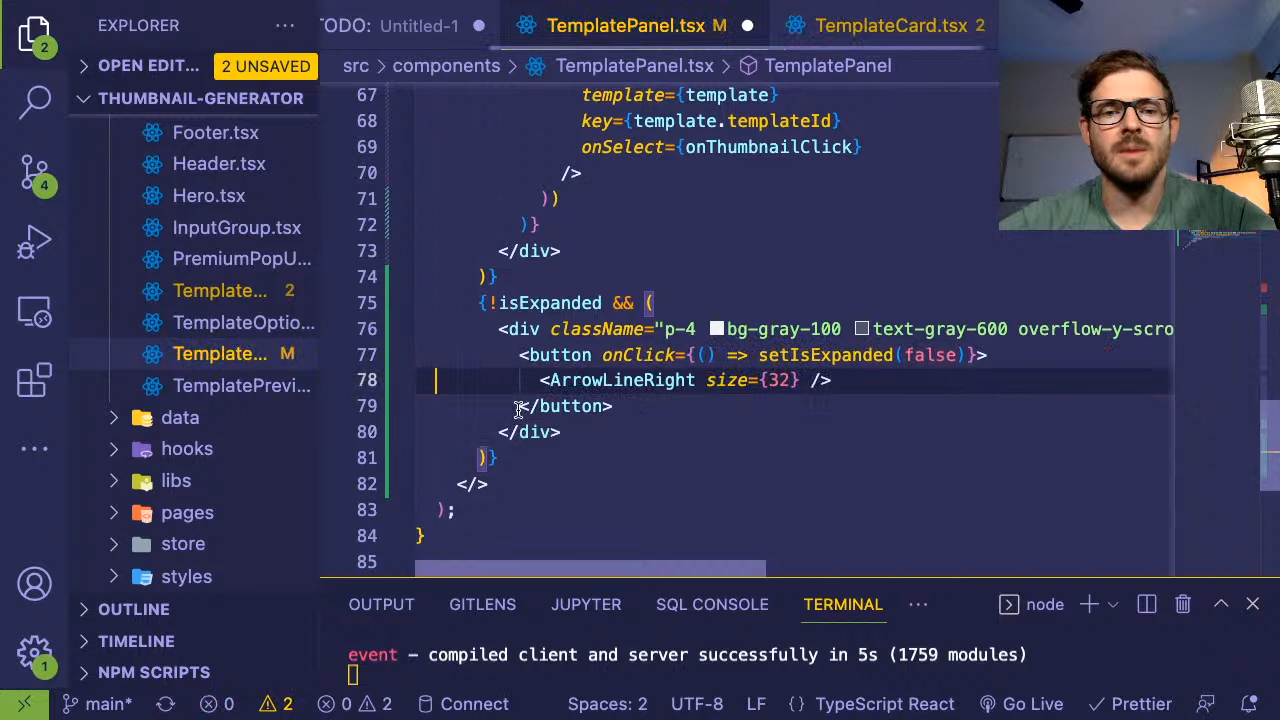 EXPLORER
TODO: Untitled-1
TemplatePanel.tsx M
TemplateCard.tsx 2
OPEN EDIT... 2 UNSAVED
src > components > TemplatePanel.tsx > TemplatePanel
THUMBNAIL-GENERATOR
Footer.tsx
Header.tsx
Hero.tsx
InputGroup.tsx
PremiumPopU...
Template... 2
TemplateOptio...
Template... M
TemplatePrevi...
data
hooks
libs
pages
store
styles
OUTLINE
TIMELINE
NPM SCRIPTS
2
4
1
67 template={template}
68 key={template.templateId}
69 onSelect={onThumbnailClick}
70 />
71 ))
72 )}
73 </div>
74 )}
75 {!isExpanded && (
76 <div className="p-4 bg-gray-100 text-gray-600 overflow-y-scro
77 <button onClick={() => setIsExpanded(false)}>
78 <ArrowLineRight size={32} />
79 </button>
80 </div>
81 )}
82 </>
83 );
84 }
85
OUTPUT GITLENS JUPYTER SQL CONSOLE TERMINAL ... node
event – compiled client and server successfully in 5s (1759 modules)
main* 0 2 0 2 Connect Spaces: 2 UTF-8 LF {} TypeScript React Go Live Prettier